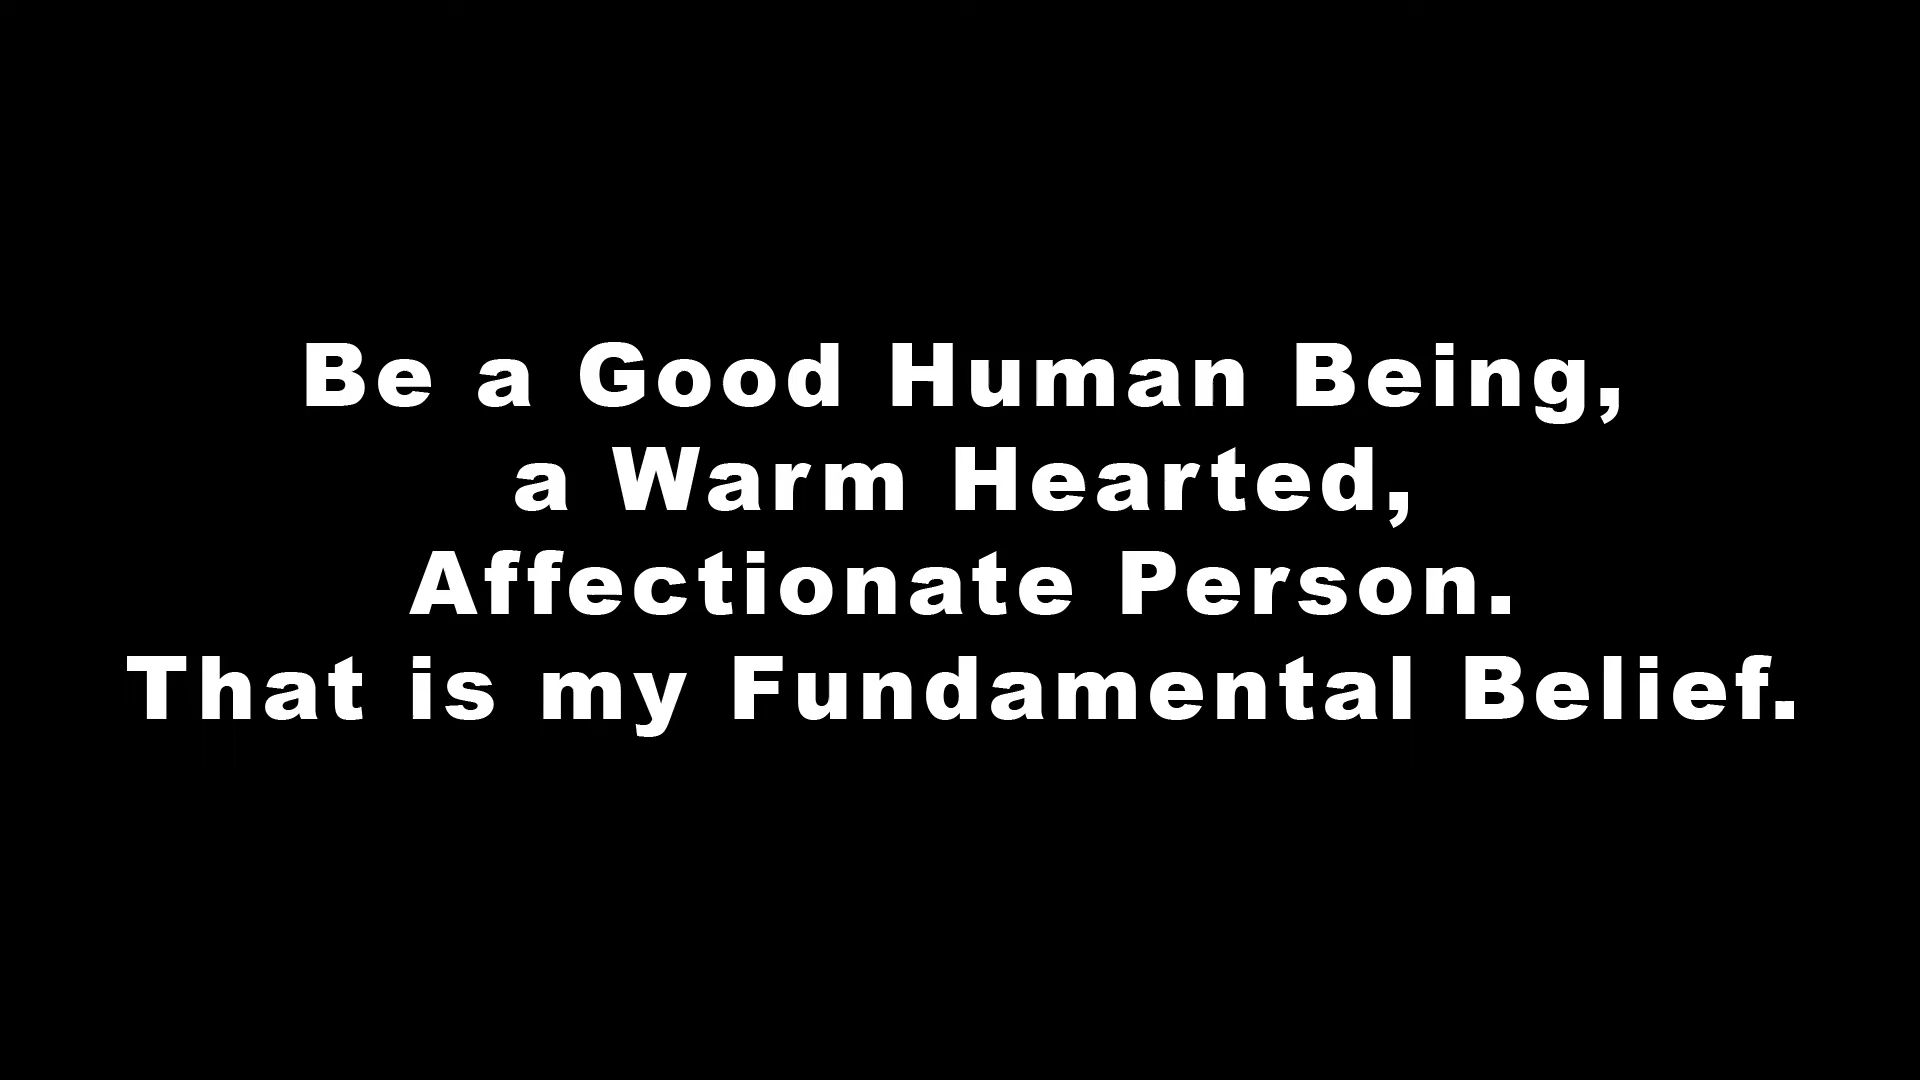 Be a Good Human Being,
a Warm Hearted,
Affectionate Person.
That is my Fundamental Belief.